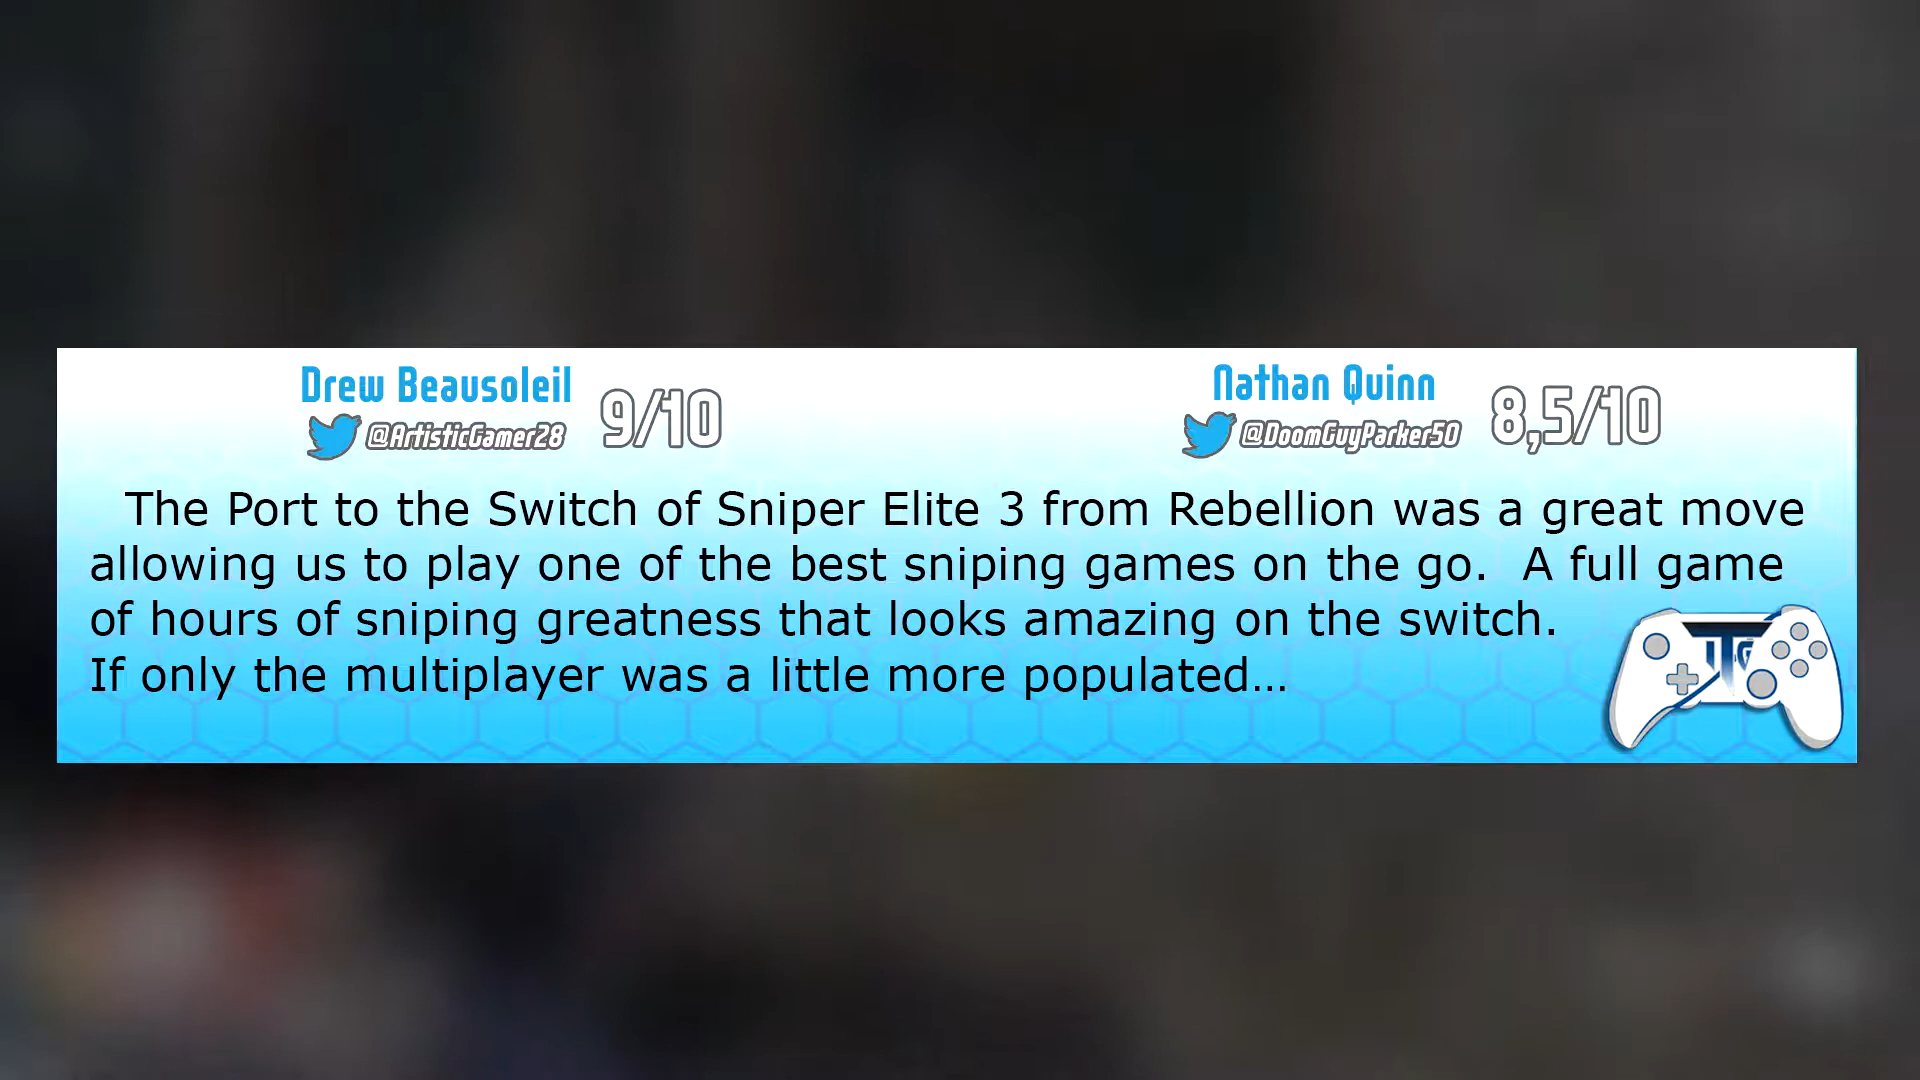 Drew Beausoleil
@ArtisticGamer28
9/10
Nathan Quinn
@DoomGuyParker50
8,5/10
The Port to the Switch of Sniper Elite 3 from Rebellion was a great move
allowing us to play one of the best sniping games on the go.  A full game
of hours of sniping greatness that looks amazing on the switch.
If only the multiplayer was a little more populated...